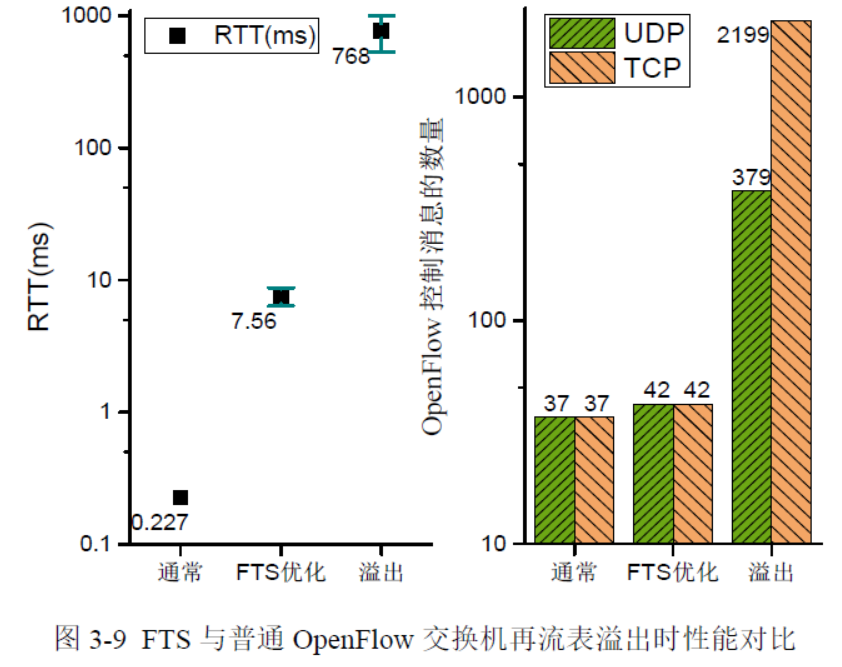 RTT(ms)
1000
100
10
1
0.1
RTT(ms)
768
7.56
0.227
通常
FTS优化
溢出
OpenFlow 控制消息的数量
1000
100
10
UDP
TCP
2199
379
37
37
42
42
通常
FTS优化
溢出
图 3-9 FTS 与普通 OpenFlow 交换机再流表溢出时性能对比